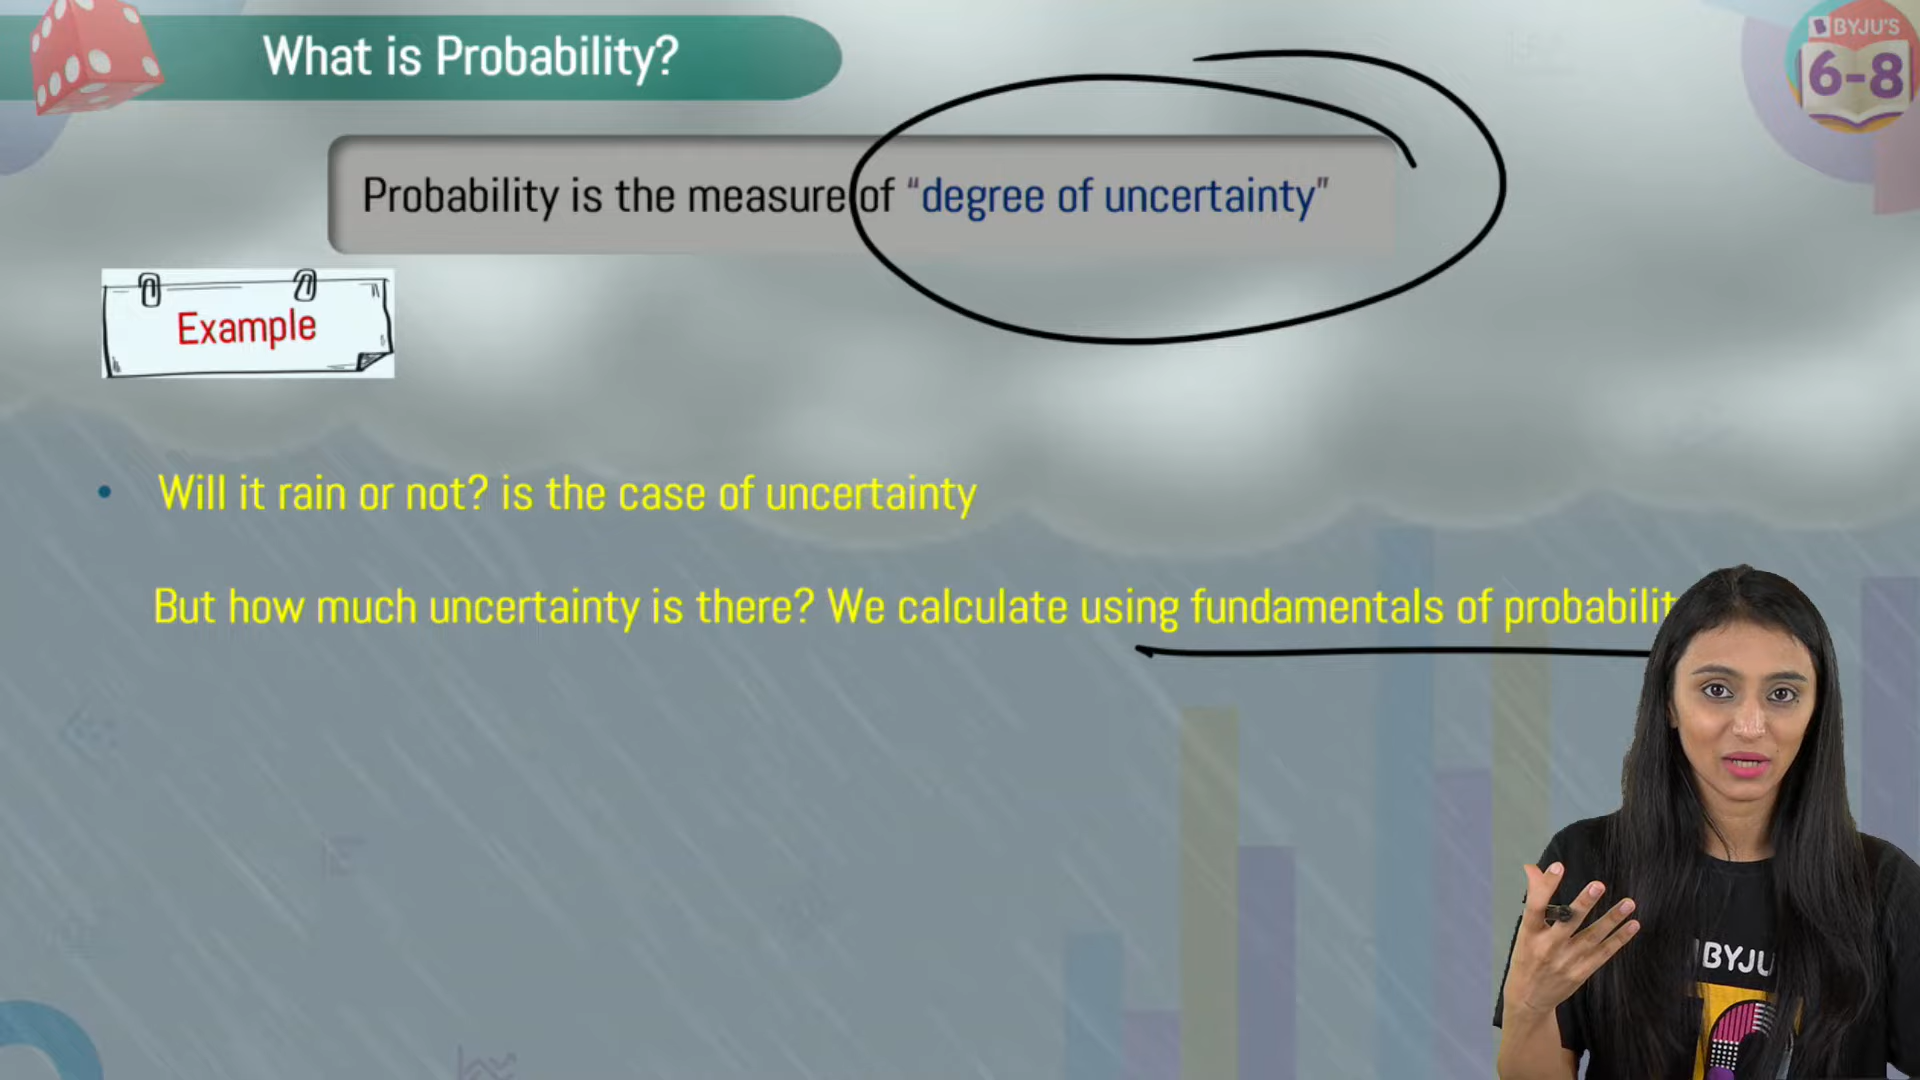 What is Probability?
BYJU'S
6-8
Probability is the measure of “degree of uncertainty”
Example
• Will it rain or not? is the case of uncertainty
But how much uncertainty is there? We calculate using fundamentals of probabilit
BYJU